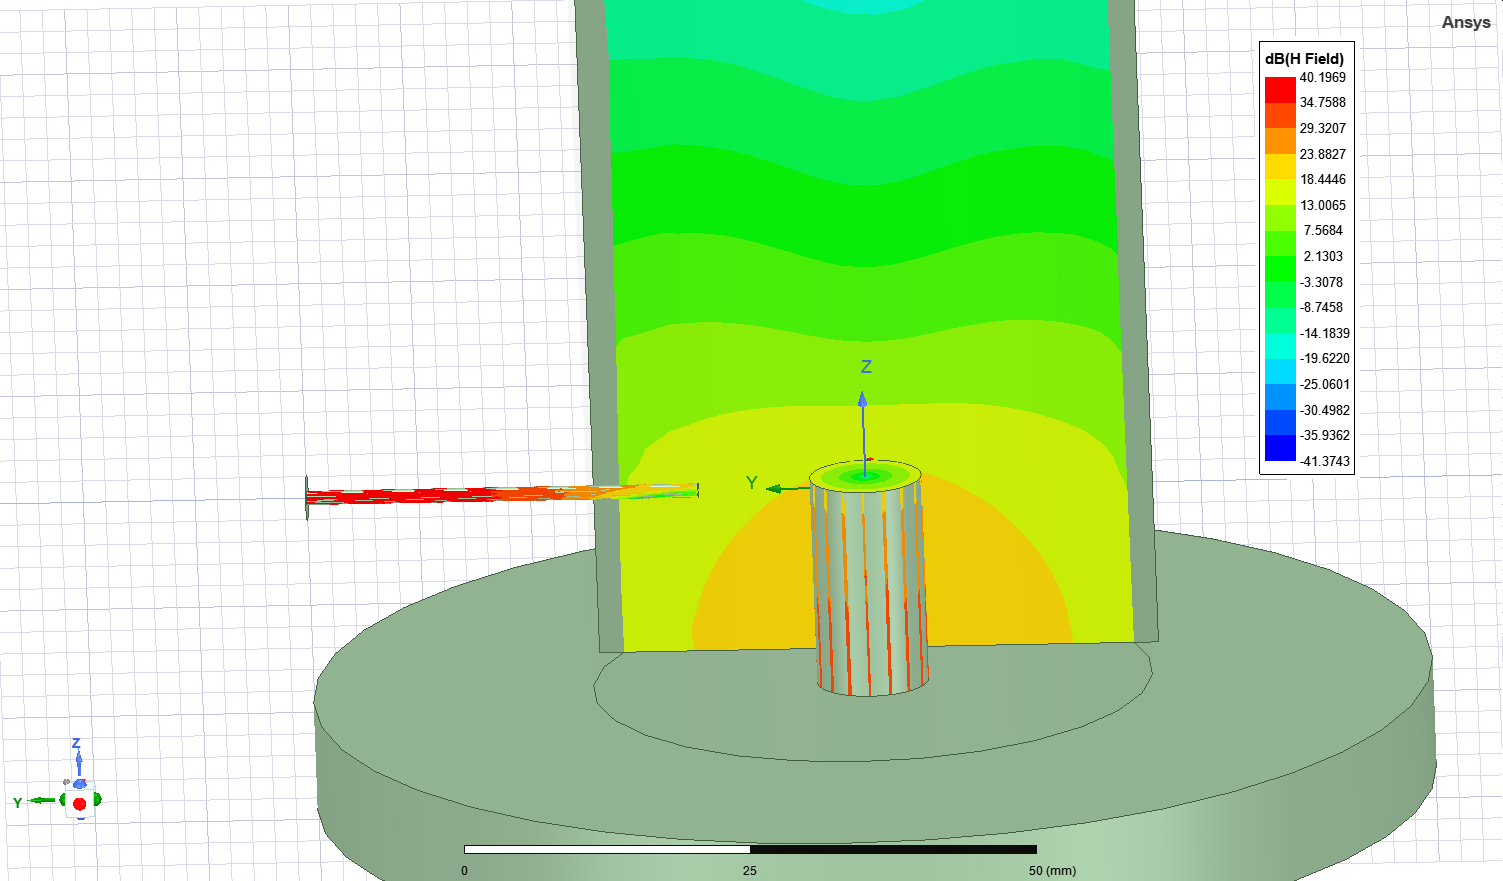 Ansys
dB(H Field)
40.1969
34.7588
29.3207
23.8827
18.4446
13.0065
7.5684
2.1303
-3.3078
-8.7458
-14.1839
-19.6220
-25.0601
-30.4982
-35.9362
-41.3743
Z
Y
Z
Y
0 25 50 (mm)